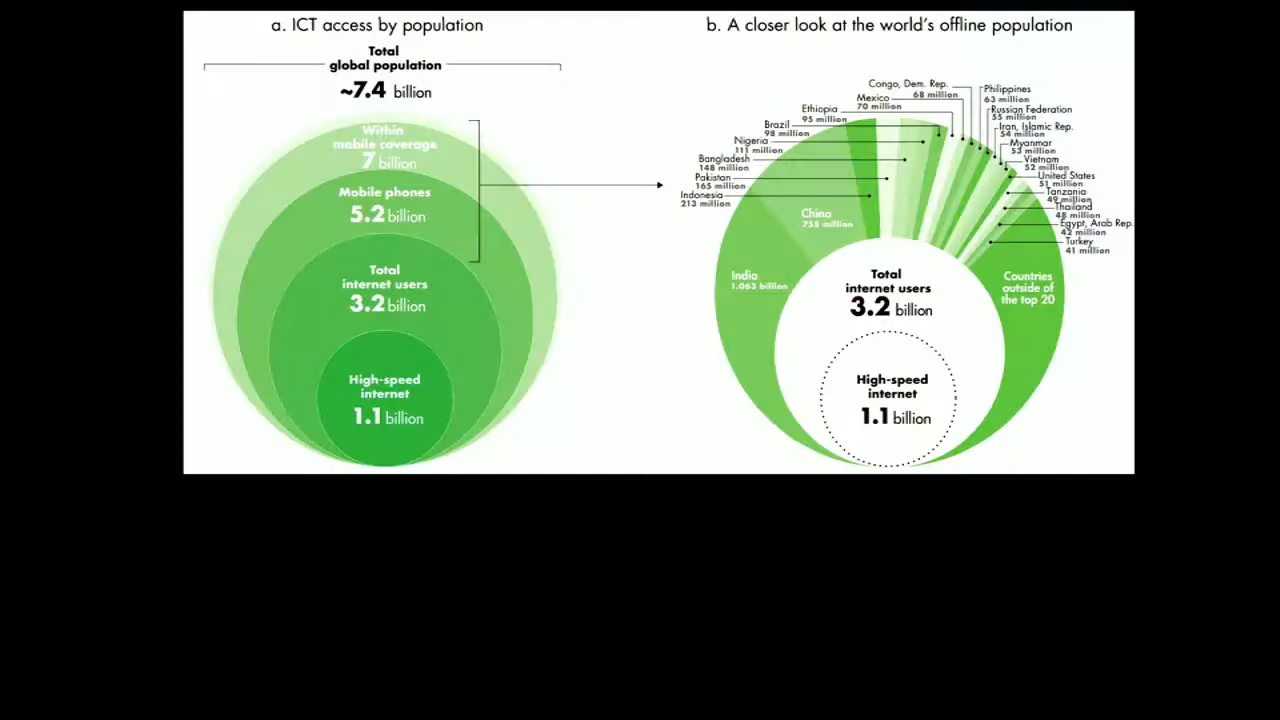 a. ICT access by population
Total
global population
~7.4 billion
Within
mobile coverage
7 billion
Mobile phones
5.2 billion
Total
internet users
3.2 billion
High-speed
internet
1.1 billion
b. A closer look at the world's offline population
Congo, Dem. Rep.
68 million
Mexico
70 million
Ethiopia
95 million
Brazil
98 million
Nigeria
111 million
Bangladesh
148 million
Pakistan
165 million
Indonesia
213 million
China
755 million
India
1.063 billion
Philippines
63 million
Russian Federation
55 million
Iran, Islamic Rep.
54 million
Myanmar
53 million
Vietnam
52 million
United States
51 million
Tanzania
49 million
Thailand
48 million
Egypt, Arab Rep.
42 million
Turkey
41 million
Countries
outside of
the top 20
Total
internet users
3.2 billion
High-speed
internet
1.1 billion